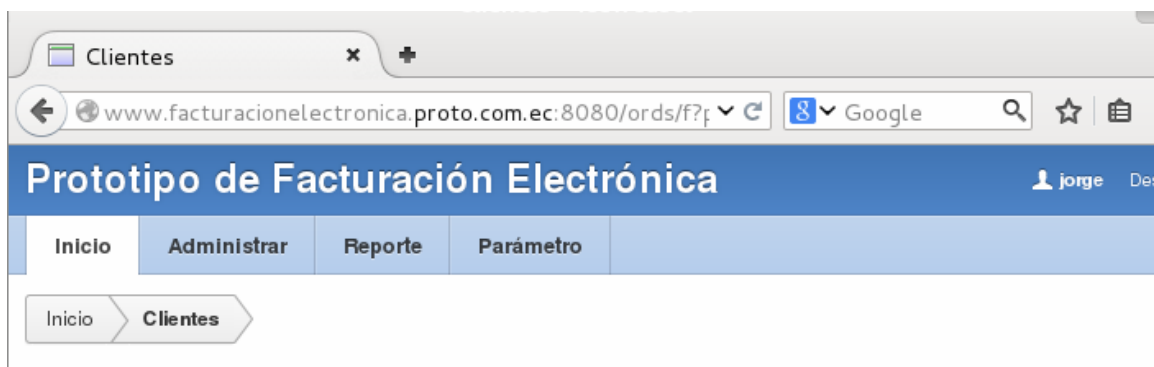 Clientes
www.facturacionelectronica.proto.com.ec:8080/ords/f?p Google
Prototipo de Facturación Electrónica jorge Des
Inicio Administrar Reporte Parámetro
Inicio Clientes